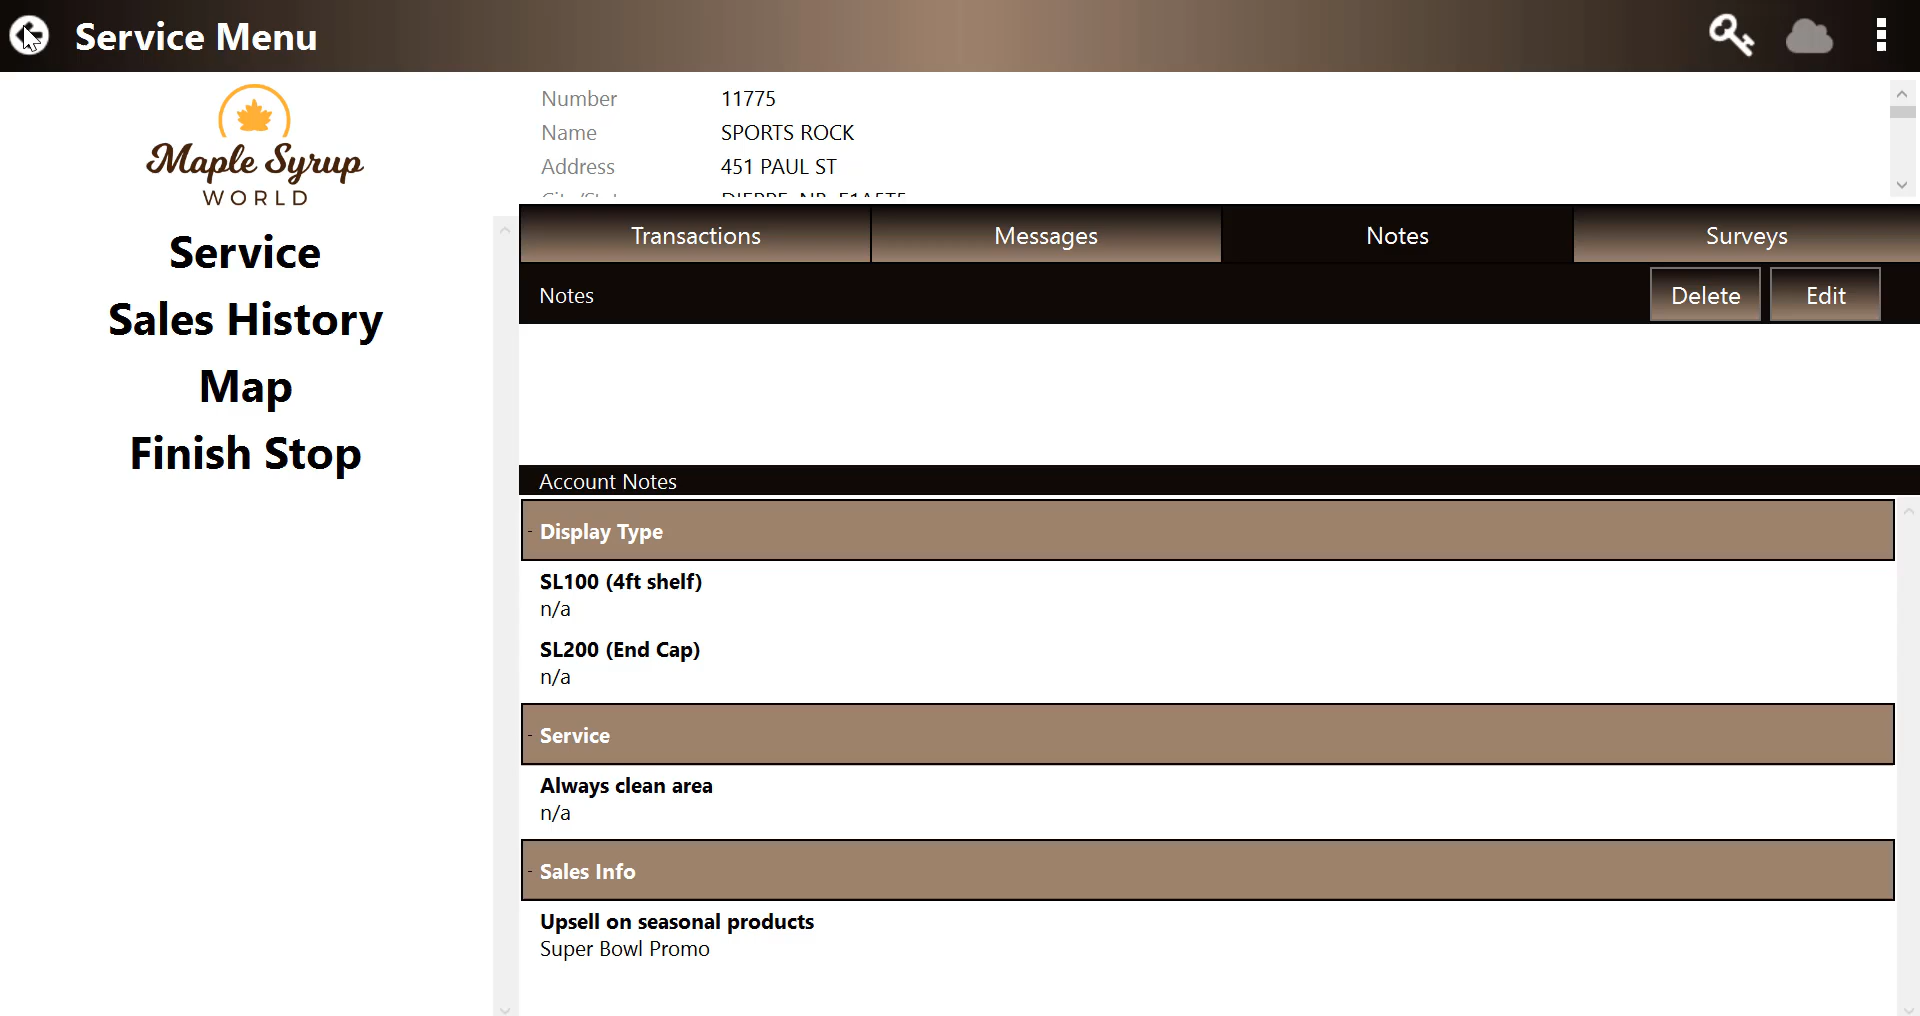 Service Menu
Maple Syrup
WORLD
Service
Sales History
Map
Finish Stop
Number 11775
Name SPORTS ROCK
Address 451 PAUL ST
Transactions Messages Notes Surveys
Notes Delete Edit
Account Notes
- Display Type
SL100 (4ft shelf)
n/a
SL200 (End Cap)
n/a
- Service
Always clean area
n/a
- Sales Info
Upsell on seasonal products
Super Bowl Promo